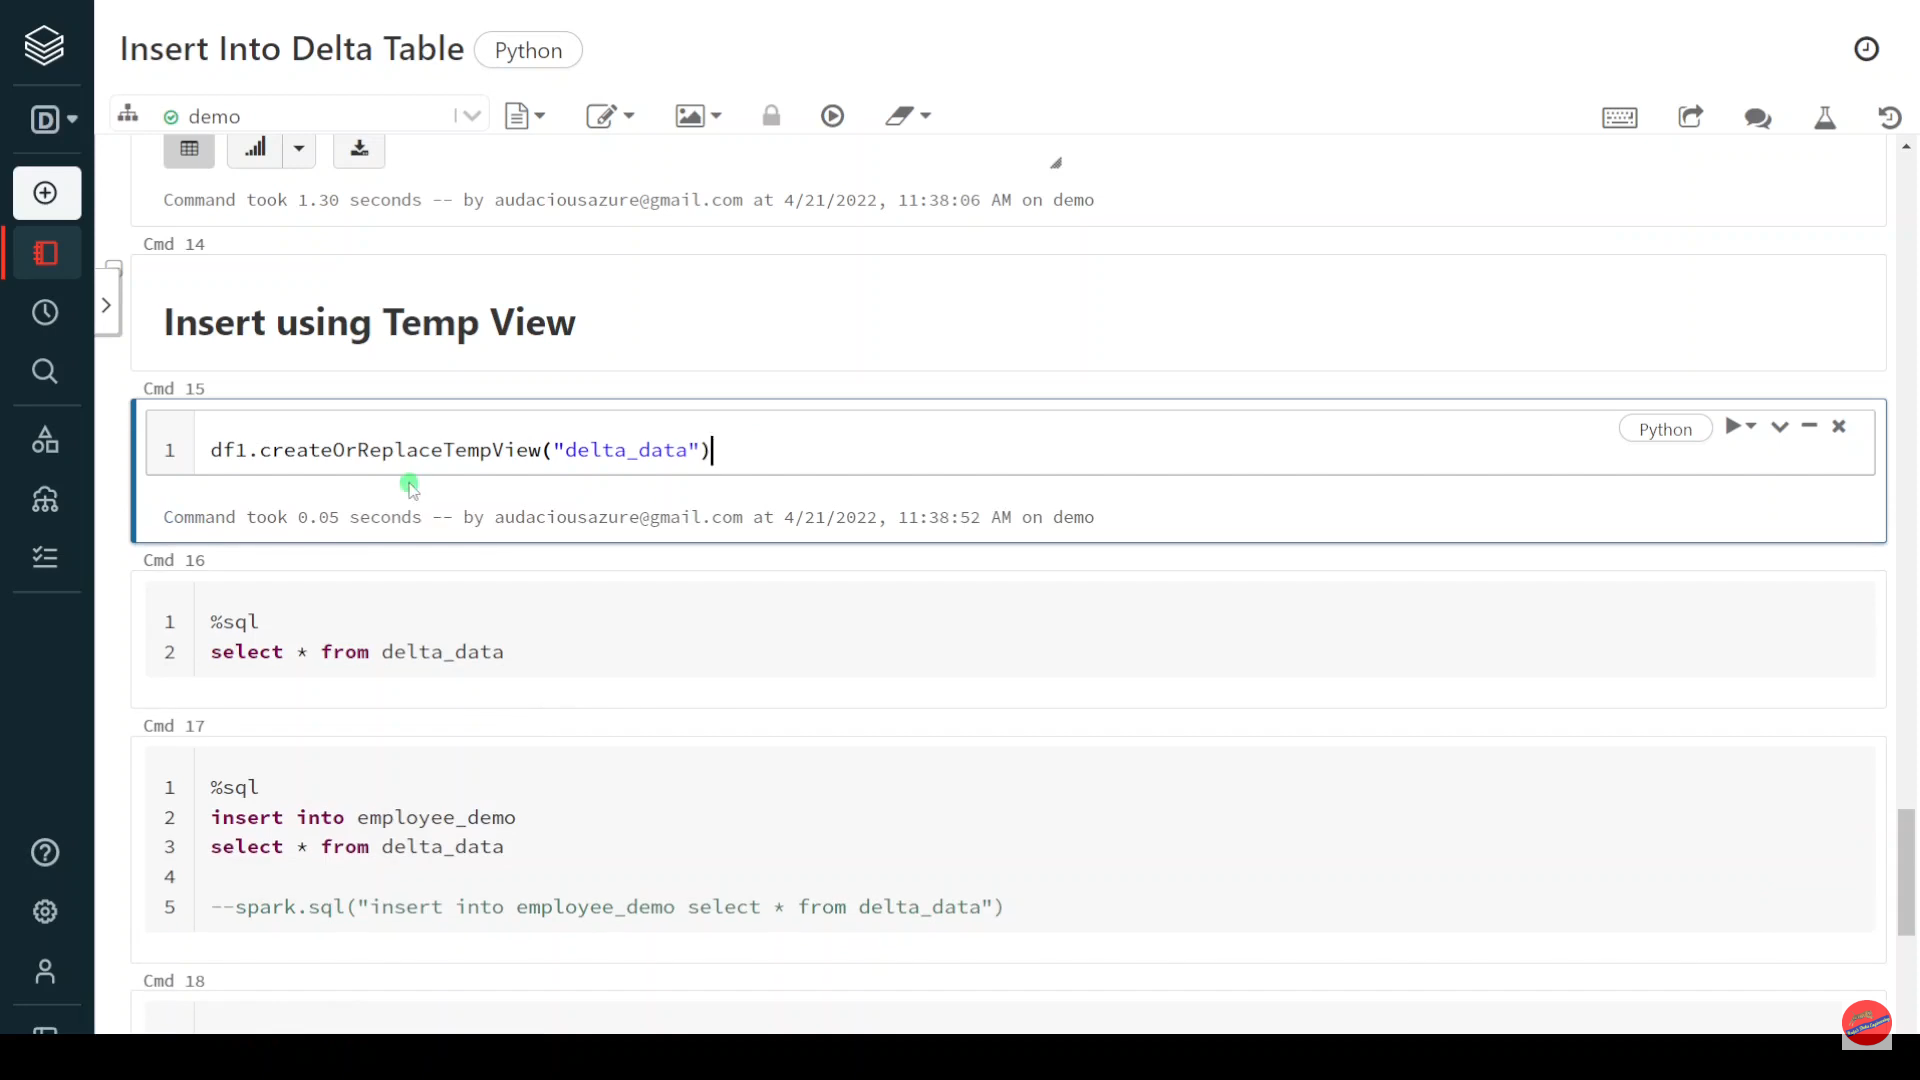 Insert Into Delta Table Python
demo
Command took 1.30 seconds -- by audaciousazure@gmail.com at 4/21/2022, 11:38:06 AM on demo
Cmd 14
Insert using Temp View
Cmd 15
Python
1 df1.createOrReplaceTempView("delta_data")
Command took 0.05 seconds -- by audaciousazure@gmail.com at 4/21/2022, 11:38:52 AM on demo
Cmd 16
1 %sql
2 select * from delta_data
Cmd 17
1 %sql
2 insert into employee_demo
3 select * from delta_data
4
5 --spark.sql("insert into employee_demo select * from delta_data")
Cmd 18